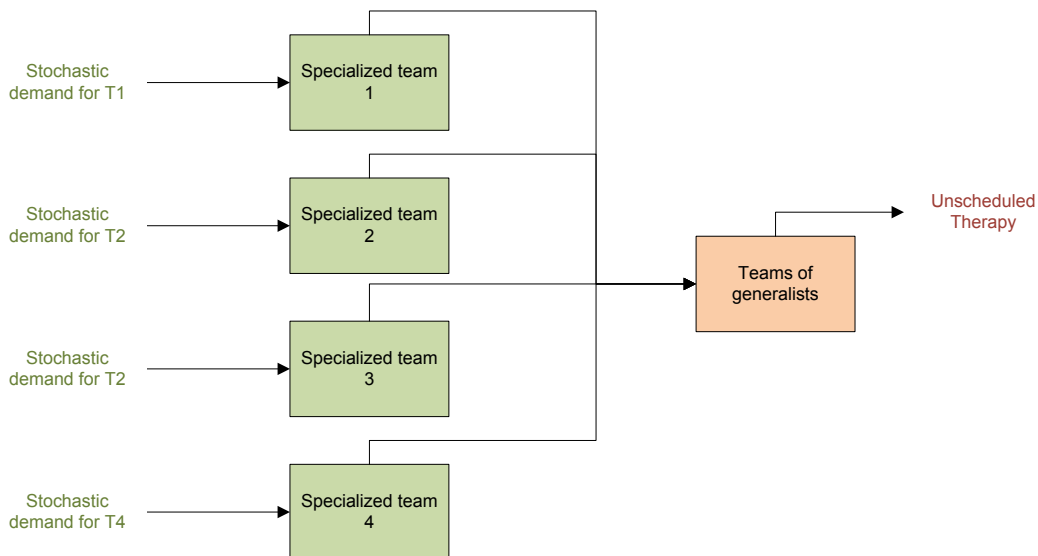 Stochastic
demand for T1
Specialized team
1
Stochastic
demand for T2
Specialized team
2
Unscheduled
Therapy
Teams of
generalists
Stochastic
demand for T2
Specialized team
3
Stochastic
demand for T4
Specialized team
4